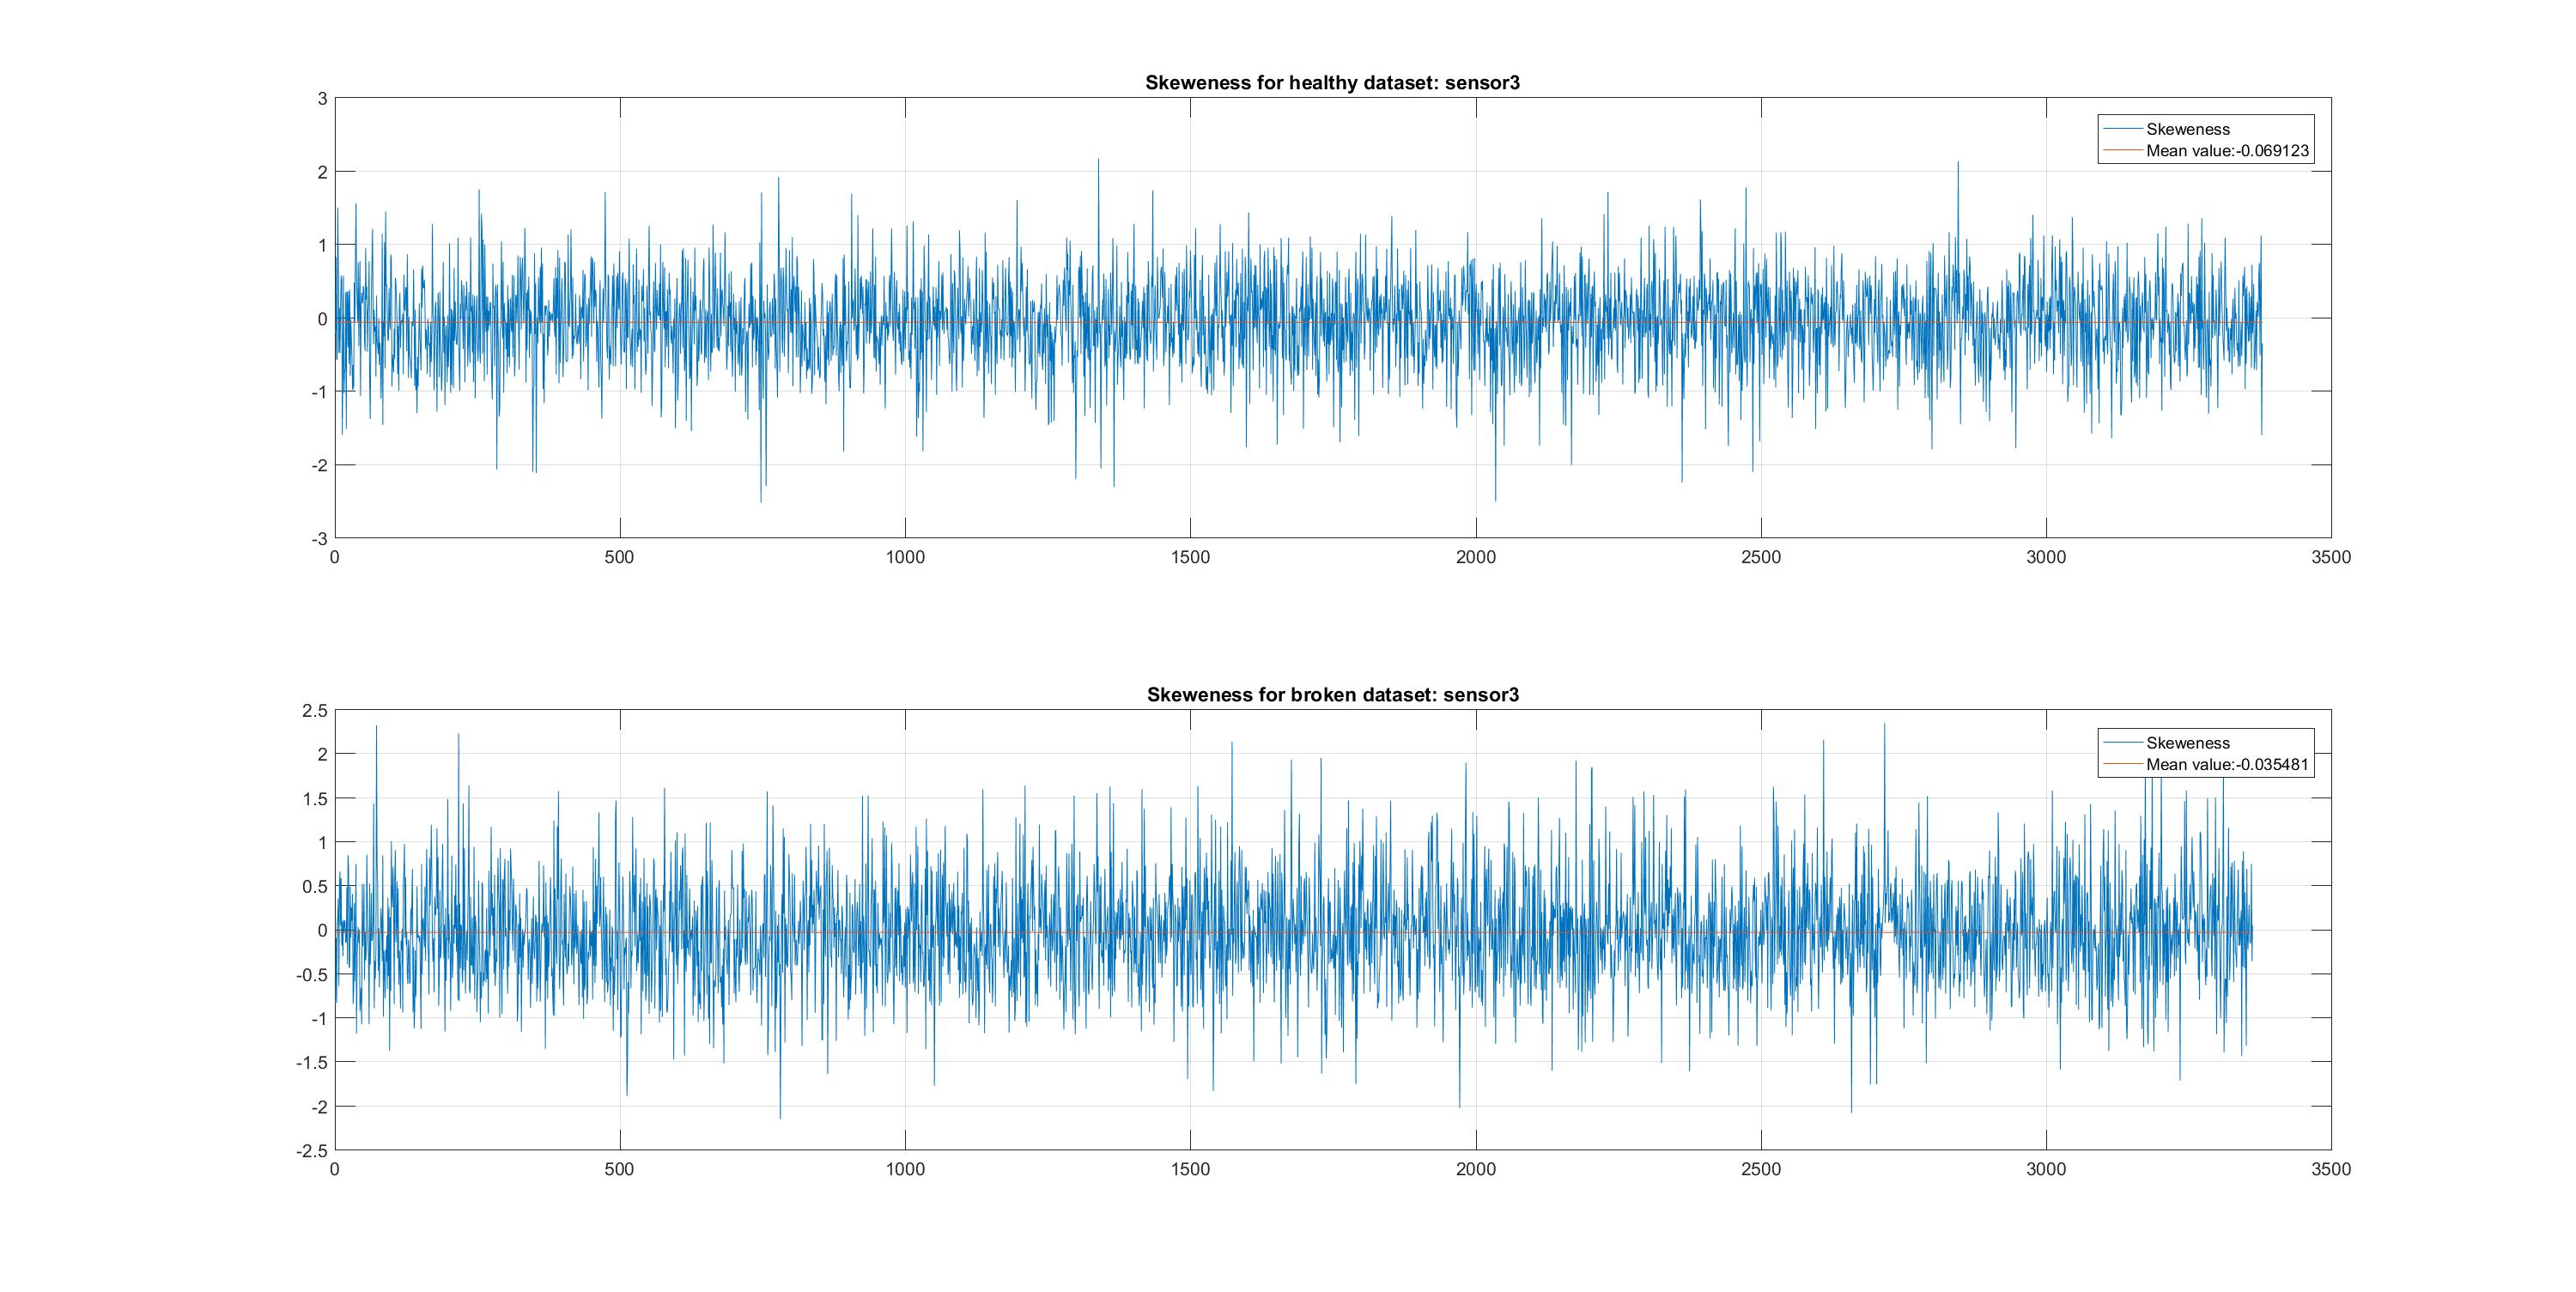 Skeweness for healthy dataset: sensor3
3
2
1
0
-1
-2
-3
Skeweness
Mean value:-0.069123
0 500 1000 1500 2000 2500 3000 3500
Skeweness for broken dataset: sensor3
2.5
2
1.5
1
0.5
0
-0.5
-1
-1.5
-2
-2.5
Skeweness
Mean value:-0.035481
0 500 1000 1500 2000 2500 3000 3500